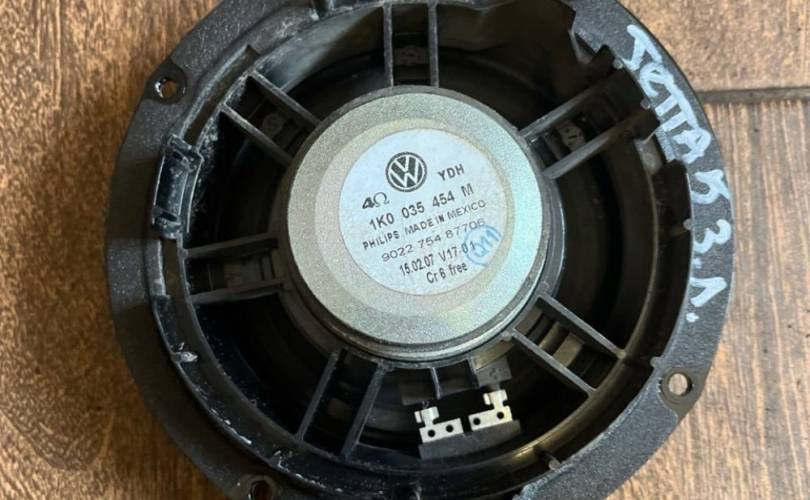 VW
YDH
4Ω
1K0 035 454 M
PHILIPS MADE IN MEXICO
9022 754 87706
15.02.07 V17-01
Cr 6 free
Jетта 5 З.Л.